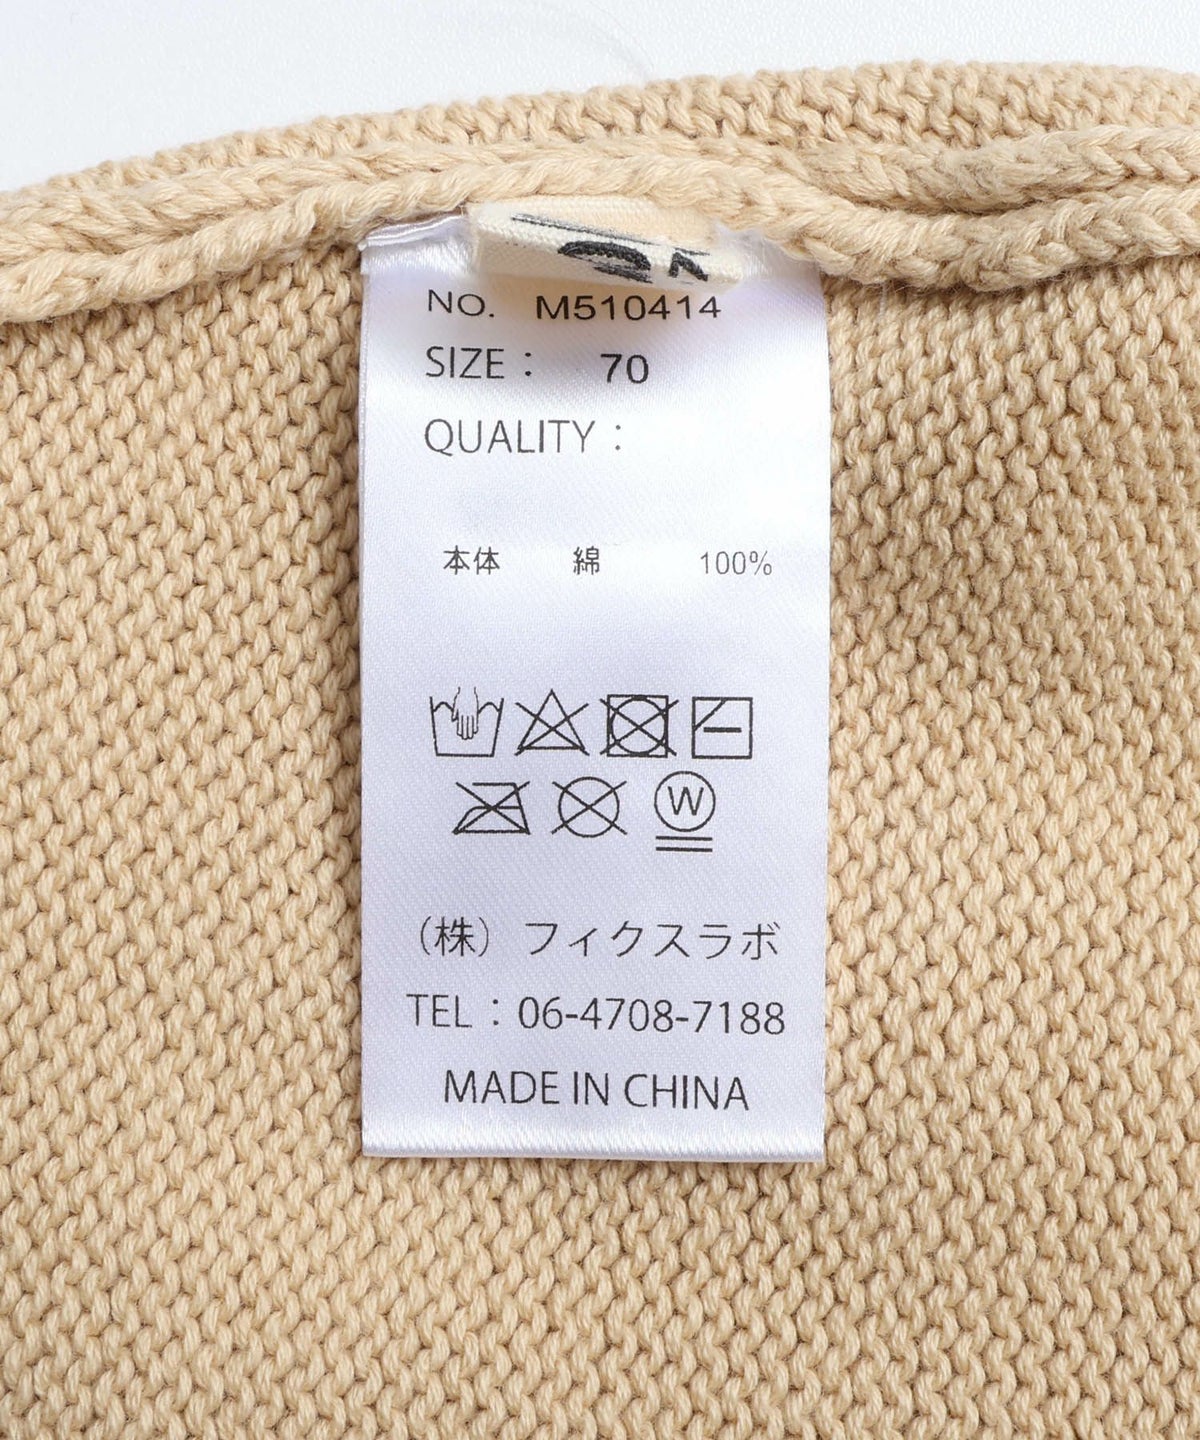 NO. M510414
SIZE : 70
QUALITY :
本体 綿 100%
W
(株) フィクスラボ
TEL : 06-4708-7188
MADE IN CHINA